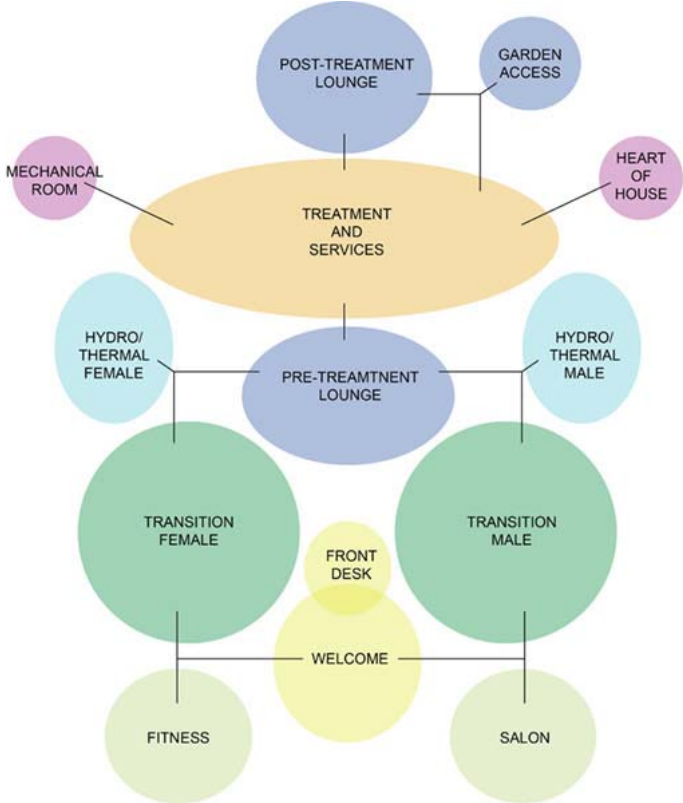 POST-TREATMENT
LOUNGE
GARDEN
ACCESS
MECHANICAL
ROOM
HEART
OF
HOUSE
TREATMENT
AND
SERVICES
HYDRO/
THERMAL
FEMALE
HYDRO/
THERMAL
MALE
PRE-TREAMTNENT
LOUNGE
TRANSITION
FEMALE
TRANSITION
MALE
FRONT
DESK
WELCOME
FITNESS
SALON